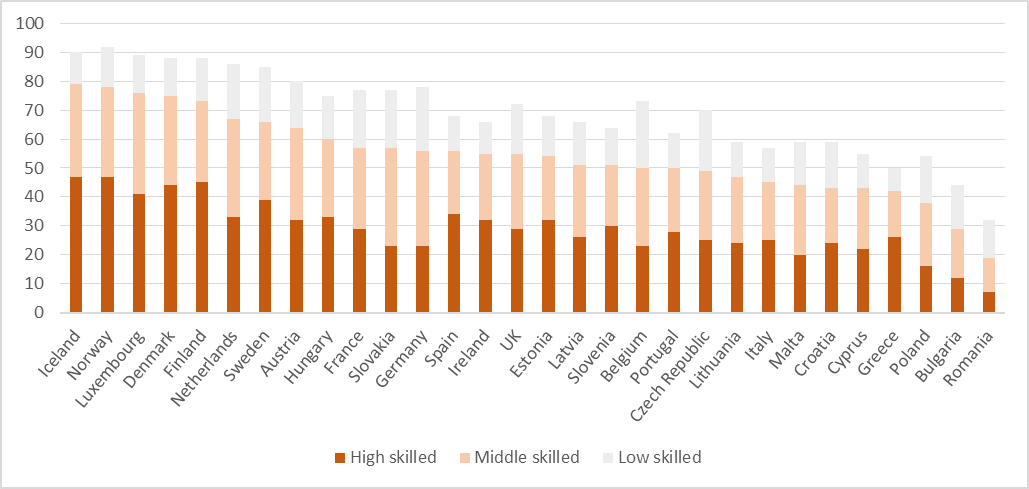 100
90
80
70
60
50
40
30
20
10
0
Iceland
Norway
Luxembourg
Denmark
Finland
Netherlands
Sweden
Austria
Hungary
France
Slovakia
Germany
Spain
Ireland
UK
Estonia
Latvia
Slovenia
Belgium
Portugal
Czech Republic
Lithuania
Italy
Malta
Croatia
Cyprus
Greece
Poland
Bulgaria
Romania
High skilled Middle skilled Low skilled